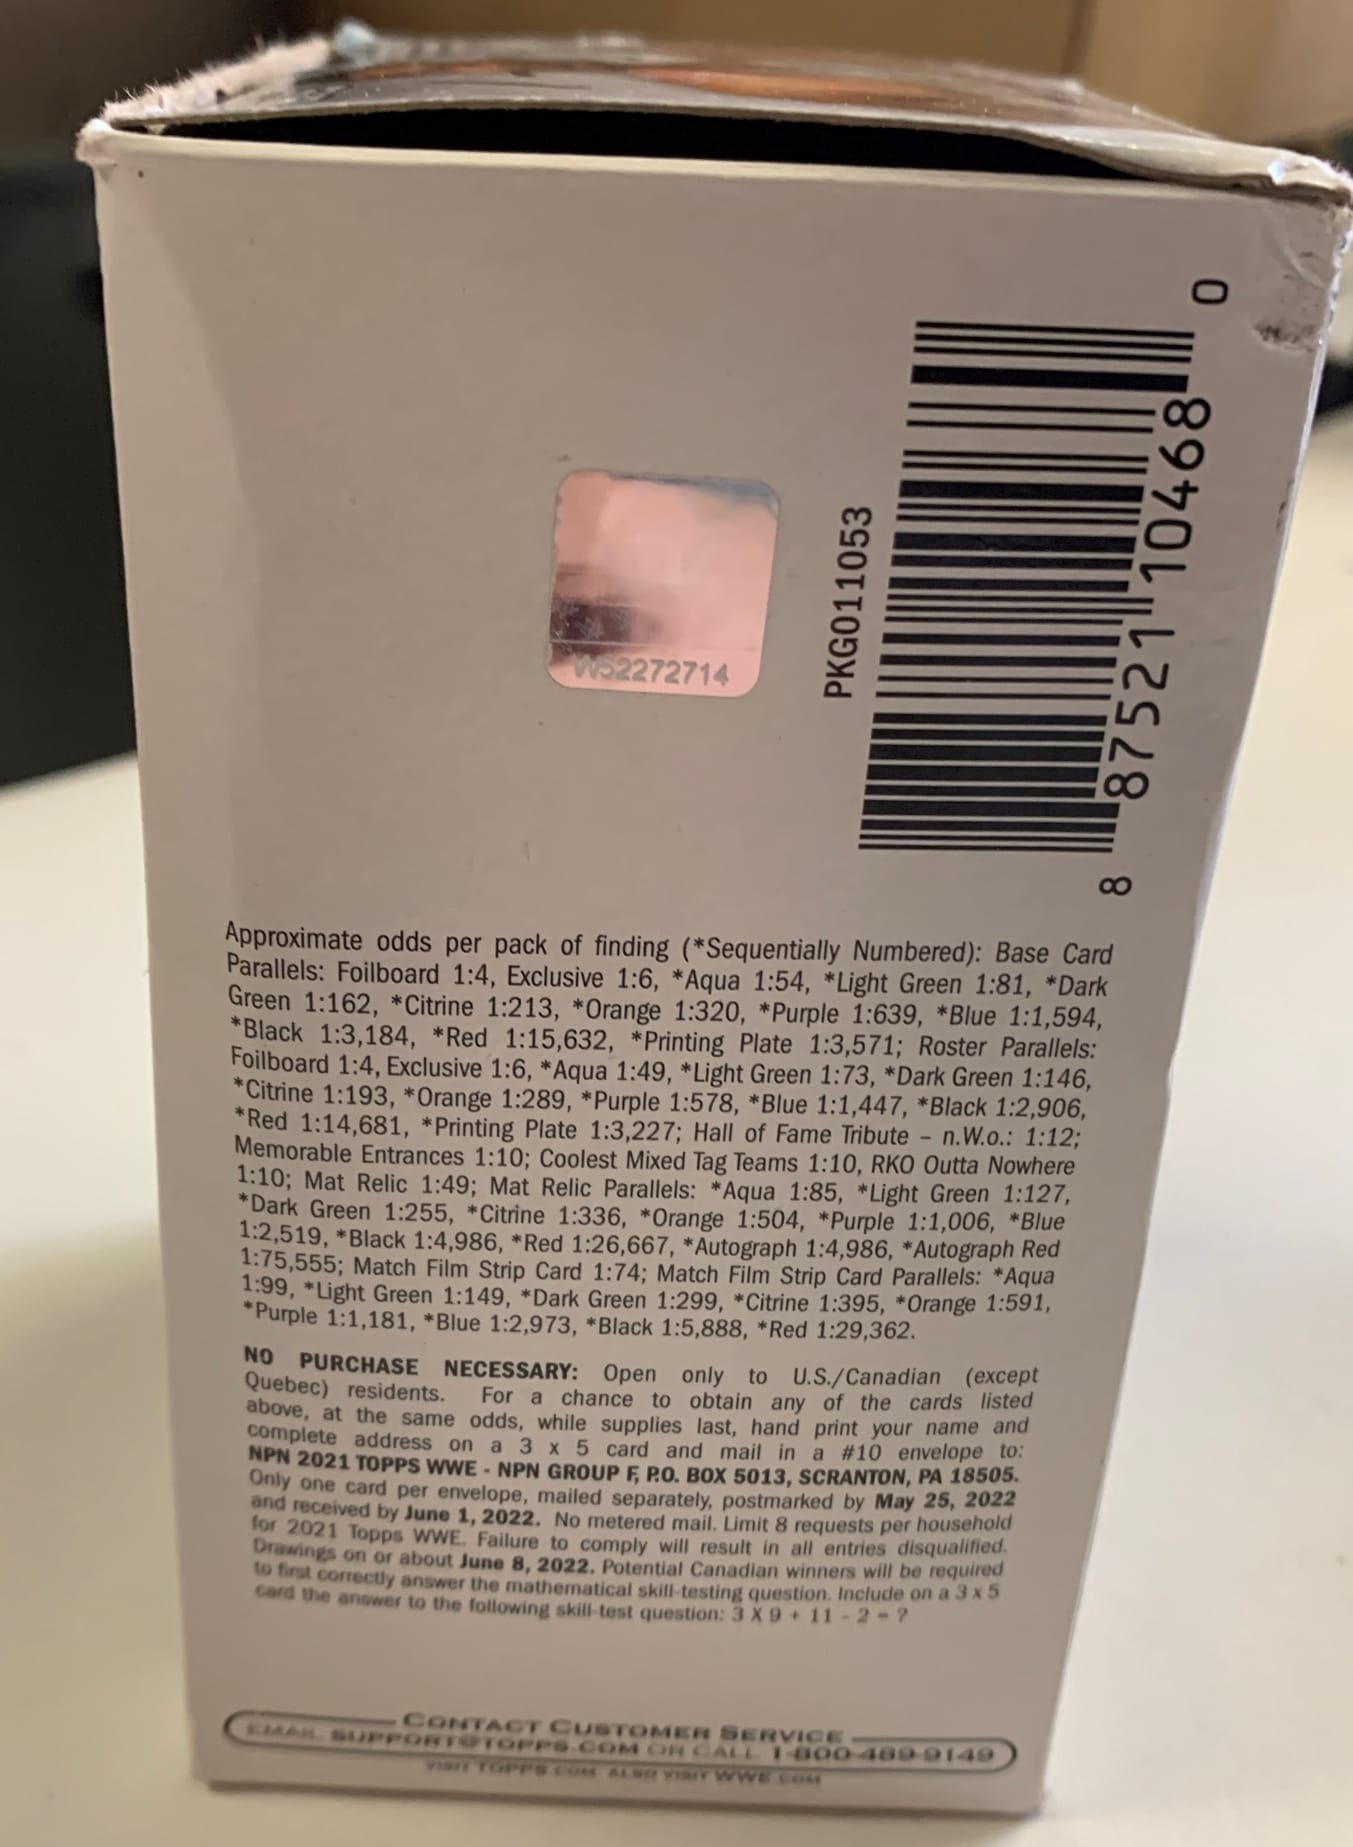 0
88752110468
8
PKG011053
W52272714
Approximate odds per pack of finding (*Sequentially Numbered): Base Card
Parallels: Foilboard 1:4, Exclusive 1:6, *Aqua 1:54, *Light Green 1:81, *Dark
Green 1:162, *Citrine 1:213, *Orange 1:320, *Purple 1:639, *Blue 1:1,594,
*Black 1:3,184, *Red 1:15,632, *Printing Plate 1:3,571; Roster Parallels:
Foilboard 1:4, Exclusive 1:6, *Aqua 1:49, *Light Green 1:73, *Dark Green 1:146,
*Citrine 1:193, *Orange 1:289, *Purple 1:578, *Blue 1:1,447, *Black 1:2,906,
*Red 1:14,681, *Printing Plate 1:3,227; Hall of Fame Tribute – n.W.o.: 1:12;
Memorable Entrances 1:10; Coolest Mixed Tag Teams 1:10, RKO Outta Nowhere
1:10; Mat Relic 1:49; Mat Relic Parallels: *Aqua 1:85, *Light Green 1:127,
*Dark Green 1:255, *Citrine 1:336, *Orange 1:504, *Purple 1:1,006, *Blue
1:2,519, *Black 1:4,986, *Red 1:26,667, *Autograph 1:4,986, *Autograph Red
1:75,555; Match Film Strip Card 1:74; Match Film Strip Card Parallels: *Aqua
1:99, *Light Green 1:149, *Dark Green 1:299, *Citrine 1:395, *Orange 1:591,
*Purple 1:1,181, *Blue 1:2,973, *Black 1:5,888, *Red 1:29,362.
NO PURCHASE NECESSARY: Open only to U.S./Canadian (except
Quebec) residents. For a chance to obtain any of the cards listed
above, at the same odds, while supplies last, hand print your name and
complete address on a 3 x 5 card and mail in a #10 envelope to:
NPN 2021 TOPPS WWE - NPN GROUP F, P.O. BOX 5013, SCRANTON, PA 18505.
Only one card per envelope, mailed separately, postmarked by May 25, 2022
and received by June 1, 2022. No metered mail. Limit 8 requests per household
for 2021 Topps WWE. Failure to comply will result in all entries disqualified.
Drawings on or about June 8, 2022. Potential Canadian winners will be required
to first correctly answer the mathematical skill-testing question. Include on a 3 x 5
card the answer to the following skill-test question: 3 X 9 + 11 - 2 = ?
CONTACT CUSTOMER SERVICE
EMAIL SUPPORT@TOPPS.COM OR CALL 1-800-489-9149
VISIT TOPPS.COM ALSO VISIT WWE.COM